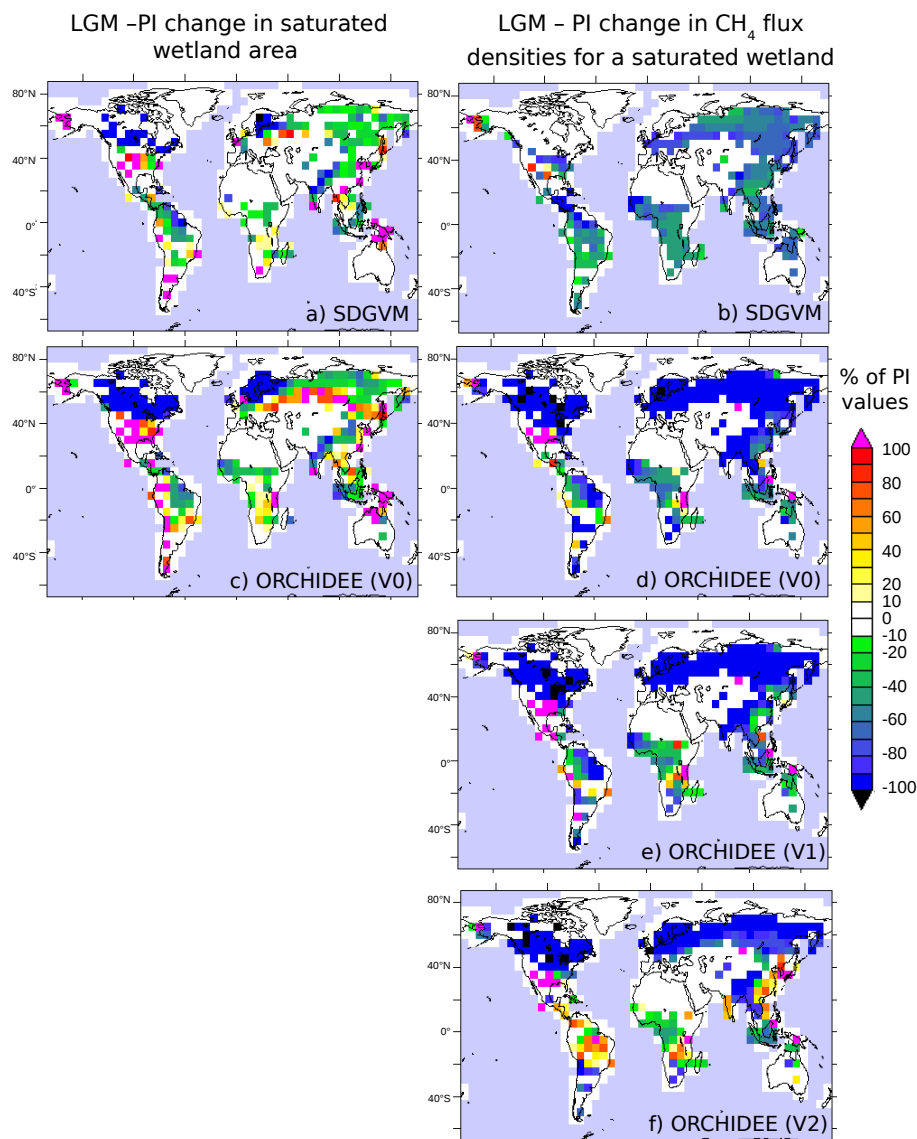 LGM –PI change in saturated
wetland area
LGM – PI change in CH4 flux
densities for a saturated wetland
80°N
40°N
0°
40°S
a) SDGVM
80°N
40°N
0°
40°S
b) SDGVM
80°N
40°N
0°
40°S
c) ORCHIDEE (V0)
80°N
40°N
0°
40°S
d) ORCHIDEE (V0)
% of PI
values
100
80
60
50
40
30
20
10
0
-10
-20
-40
-60
-80
-100
80°N
40°N
0°
40°S
e) ORCHIDEE (V1)
80°N
40°N
0°
40°S
f) ORCHIDEE (V2)